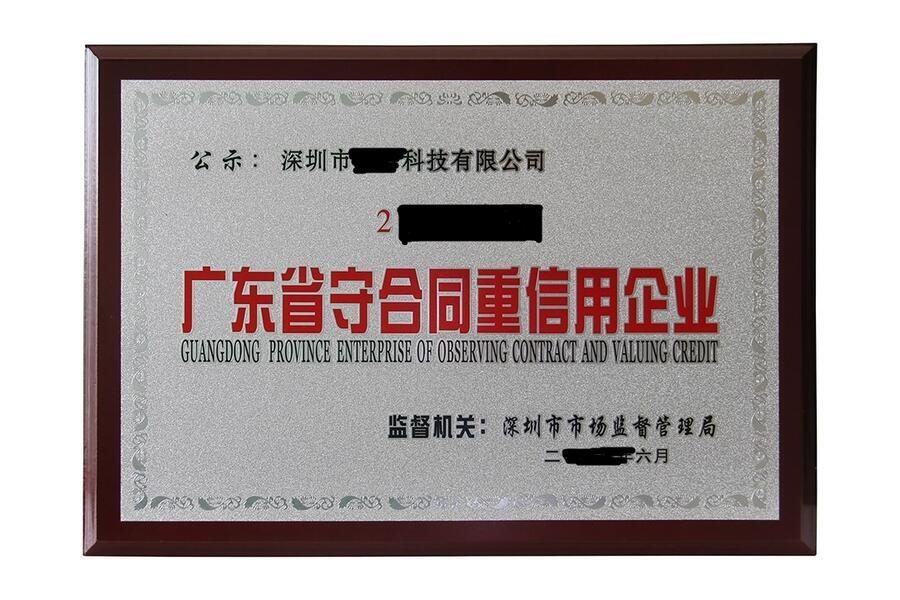 公示：深圳市科技有限公司
2
广东省守合同重信用企业
GUANGDONG PROVINCE ENTERPRISE OF OBSERVING CONTRACT AND VALUING CREDIT
监督机关：深圳市市场监督管理局
二年六月